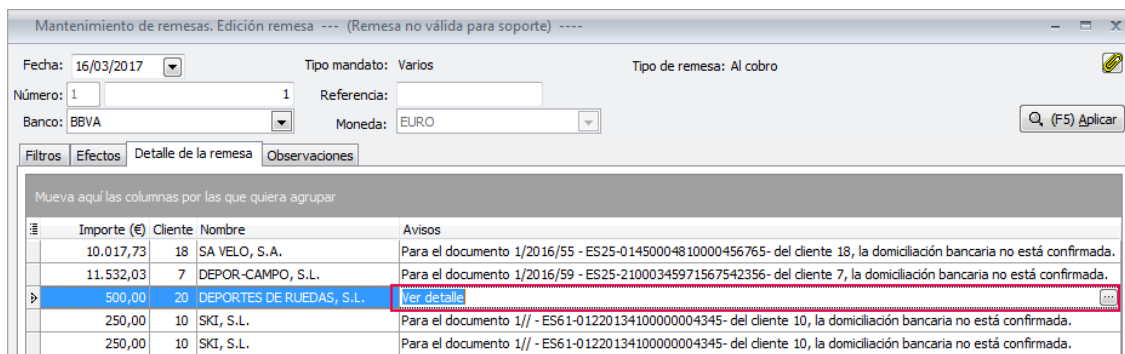 Mantenimiento de remesas. Edición remesa --- (Remesa no válida para soporte) ----
Fecha: 16/03/2017 Tipo mandato: Varios Tipo de remesa: Al cobro
Número: 1 1 Referencia:
Banco: BBVA Moneda: EURO (F5) Aplicar
Filtros Efectos Detalle de la remesa Observaciones
Mueva aquí las columnas por las que quiera agrupar
Importe (€) Cliente Nombre Avisos
10.017,73 18 SA VELO, S.A. Para el documento 1/2016/55 - ES25-01450004810000456765- del cliente 18, la domiciliación bancaria no está confirmada.
11.532,03 7 DEPOR-CAMPO, S.L. Para el documento 1/2016/59 - ES25-21000345971567542356- del cliente 7, la domiciliación bancaria no está confirmada.
500,00 20 DEPORTES DE RUEDAS, S.L. Ver detalle ...
250,00 10 SKI, S.L. Para el documento 1// - ES61-01220134100000004345- del cliente 10, la domiciliación bancaria no está confirmada.
250,00 10 SKI, S.L. Para el documento 1// - ES61-01220134100000004345- del cliente 10, la domiciliación bancaria no está confirmada.